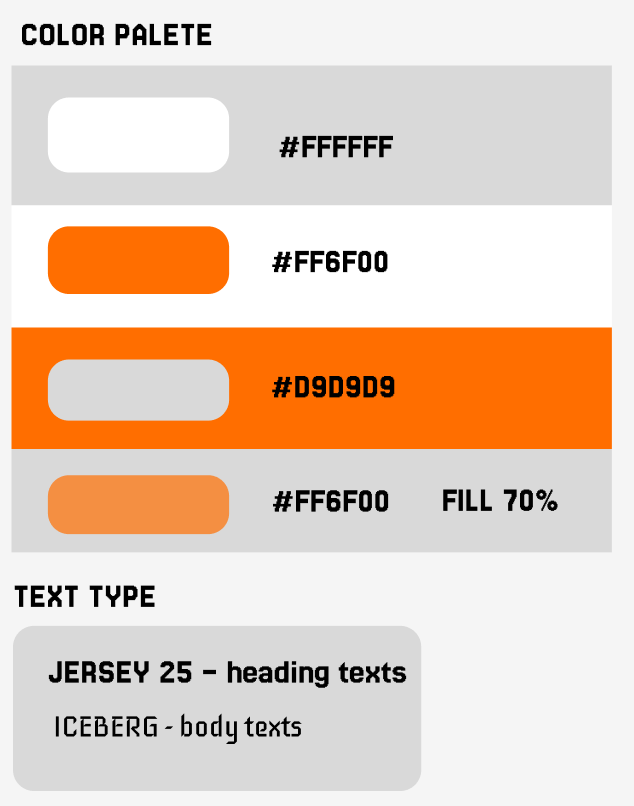 COLOR PALETE
#FFFFFF
#FF6F00
#D9D9D9
#FF6F00 FILL 70%
TEXT TYPE
JERSEY 25 - heading texts
ICEBERG - body texts